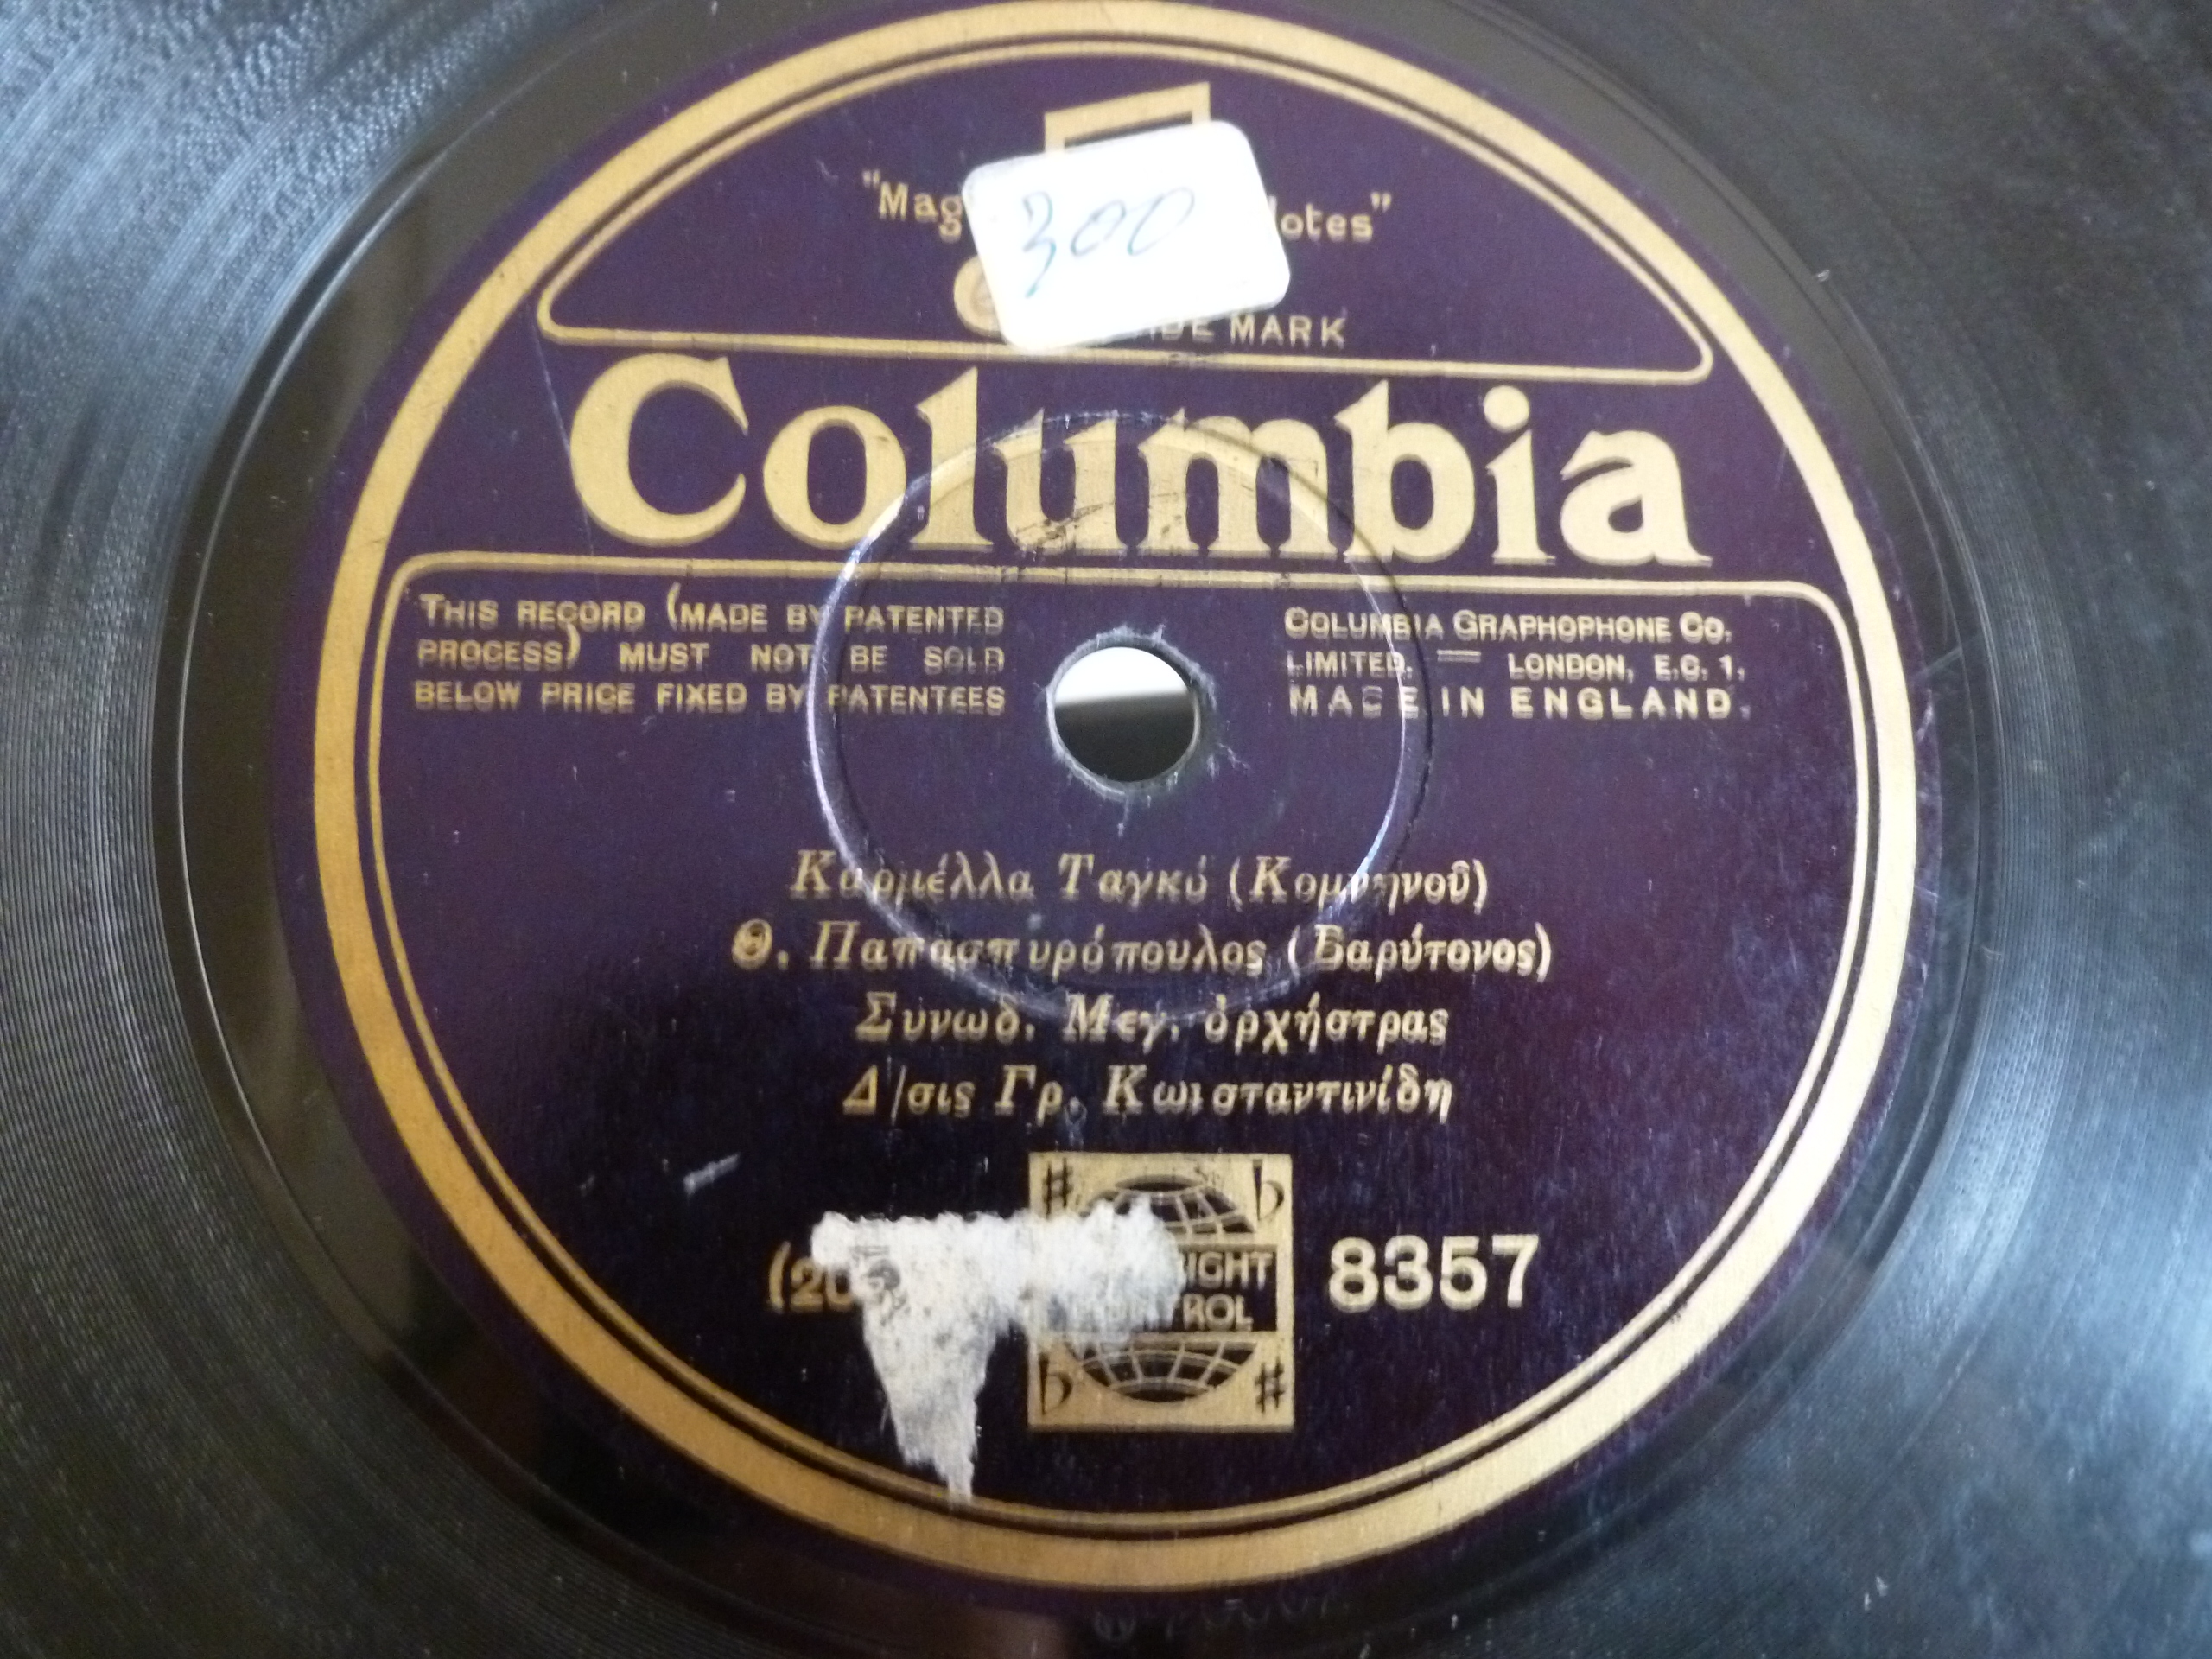 300
"Mag otes"
MARK
Columbia
THIS RECORD (MADE BY PATENTED
PROCESS) MUST NOT BE SOLD
BELOW PRICE FIXED BY PATENTEES
COLUMBIA GRAPHOPHONE CO.
LIMITED. LONDON, E.C. 1.
MADE IN ENGLAND.
Καρμέλλα Ταγκό (Κομνηνοῦ)
Θ. Παπασπυρόπουλος (Βαρύτονος)
Συνωδ. Μεγ. ὀρχήστρας
Δ/σις Γρ. Κωνσταντινίδη
8357